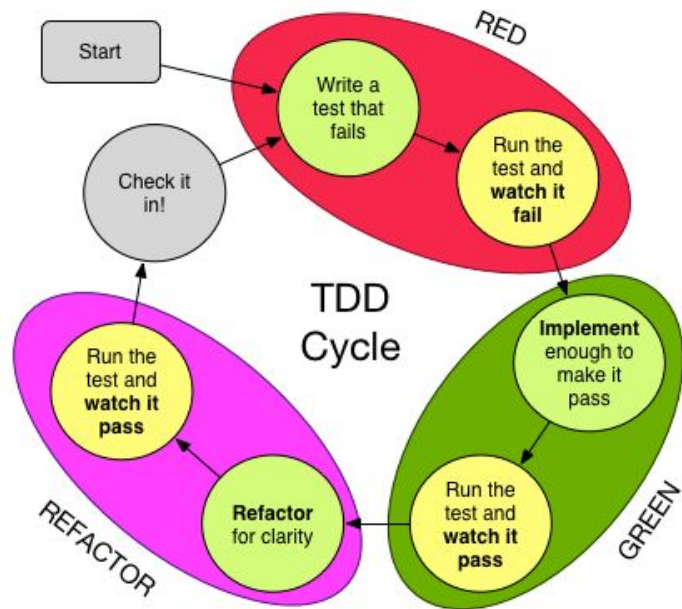 Start
RED
Write a
test that
fails
Run the
test and
watch it
fail
Check it
in!
TDD
Cycle
Implement
enough to
make it
pass
Run the
test and
watch it
pass
GREEN
Refactor
for clarity
Run the
test and
watch it
pass
REFACTOR